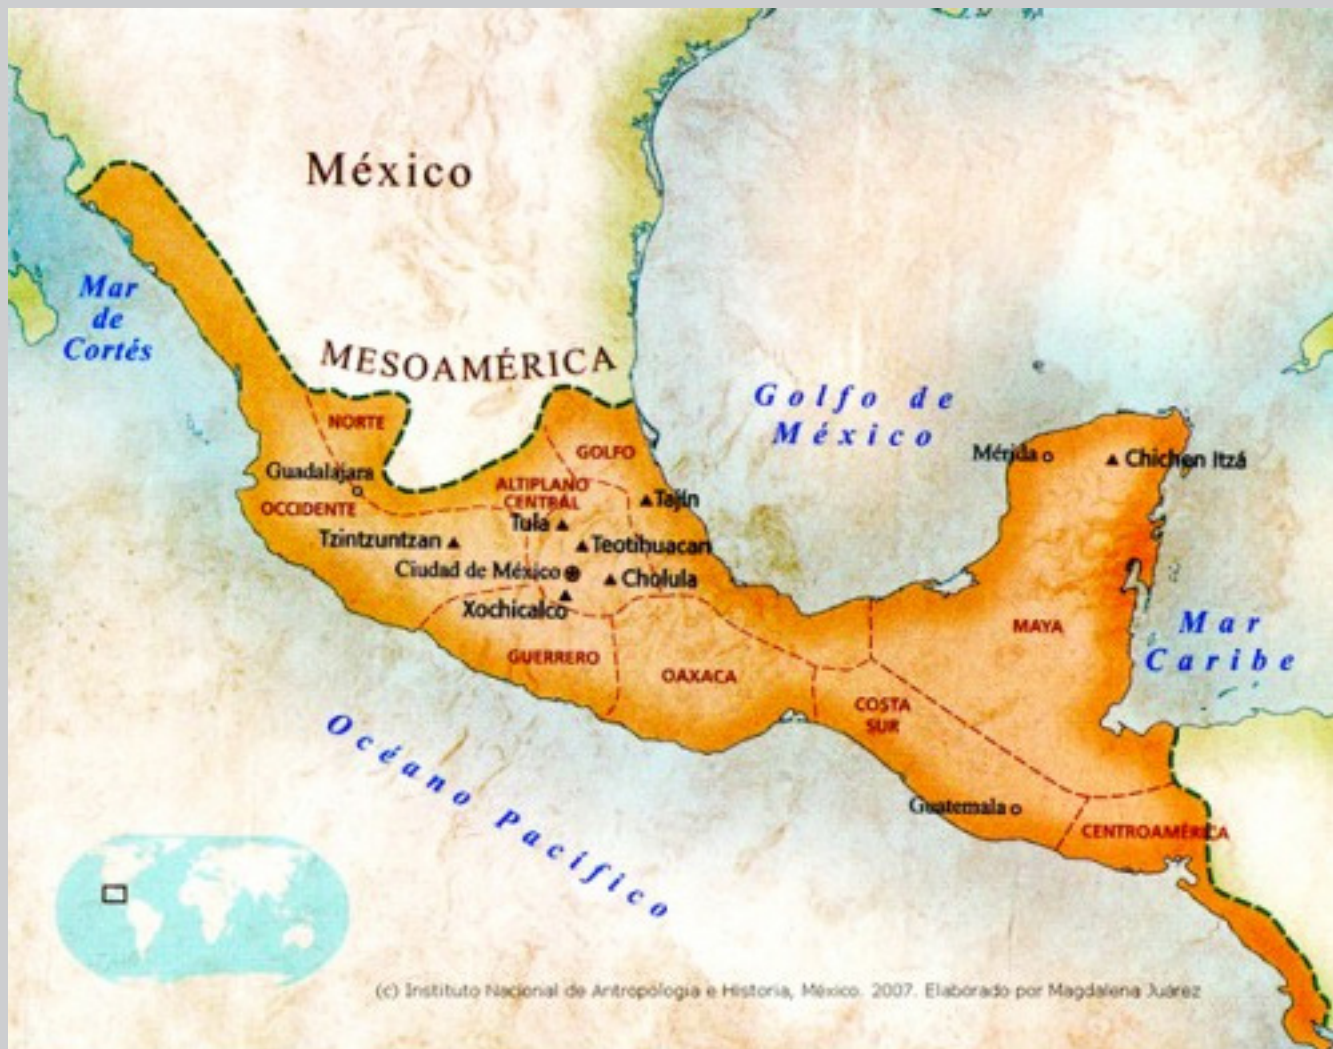 México
Mar
de
Cortés
MESOAMÉRICA
Golfo de
México
NORTE
GOLFO
Mérida
Chichen Itzá
Guadalajara
ALTIPLANO
CENTRAL
OCCIDENTE
Tajín
Tula
Tzintzuntzan
Teotihuacan
Ciudad de México
Cholula
Xochicalco
MAYA
Mar
Caribe
GUERRERO
OAXACA
COSTA
SUR
Océano Pacífico
Guatemala
CENTROAMÉRICA
(c) Instituto Nacional de Antropologia e Historia, México. 2007. Elaborado por Magdalena Juárez